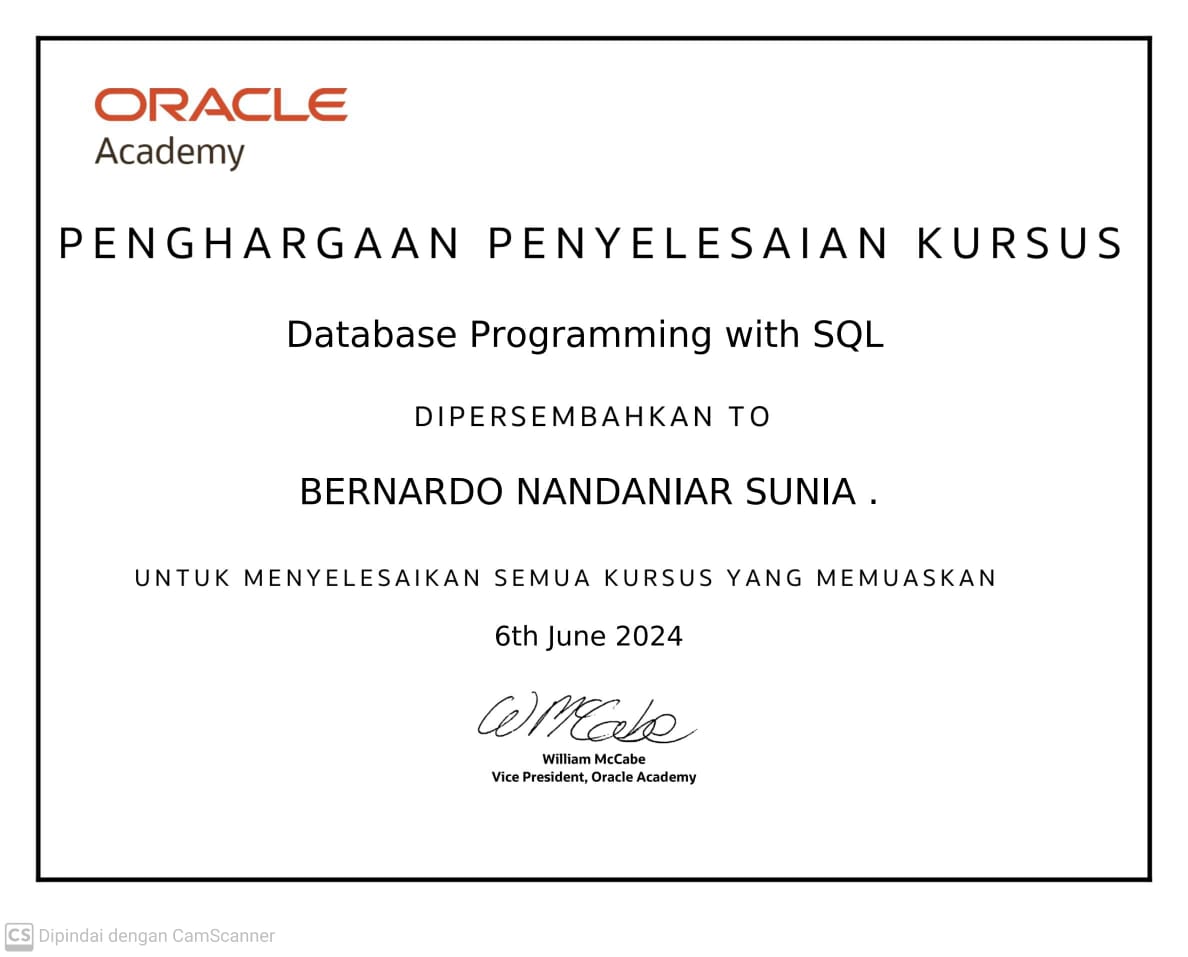 ORACLE
Academy
PENGHARGAAN PENYELESAIAN KURSUS
Database Programming with SQL
DIPERSEMBAHKAN TO
BERNARDO NANDANIAR SUNIA .
UNTUK MENYELESAIKAN SEMUA KURSUS YANG MEMUASKAN
6th June 2024
W McCabe
William McCabe
Vice President, Oracle Academy
CS Dipindai dengan CamScanner